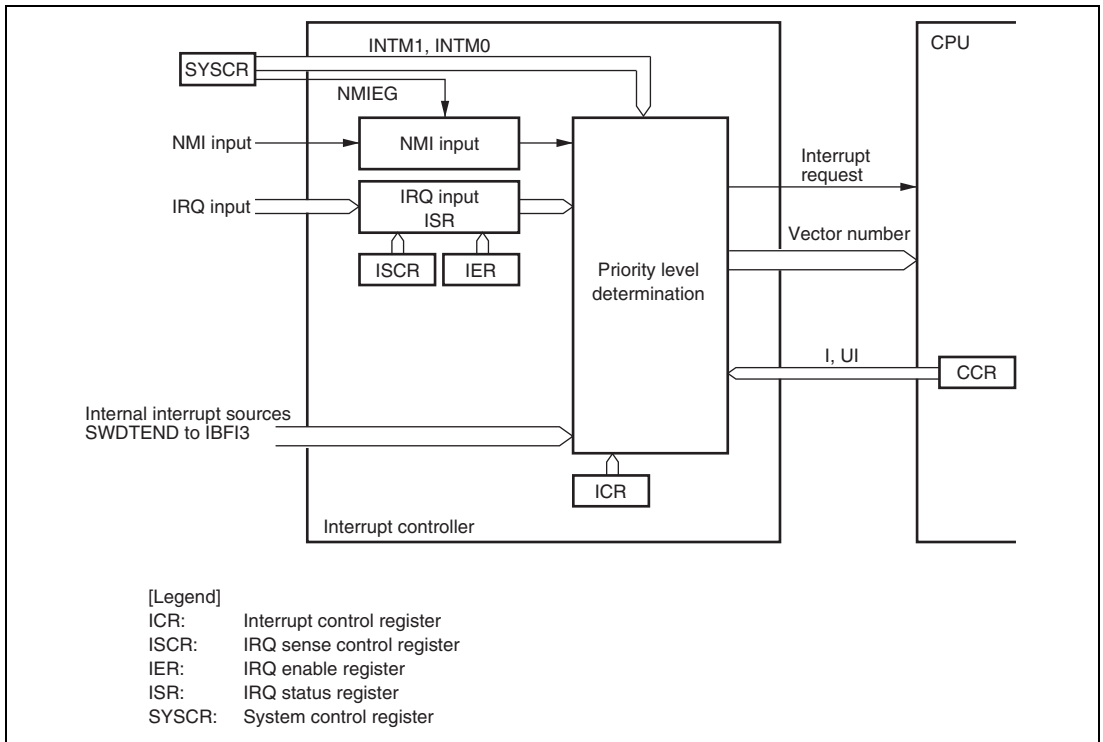 INTM1, INTM0
CPU
SYSCR
NMIEG
NMI input
NMI input
Interrupt
request
IRQ input
IRQ input
ISR
Vector number
ISCR
IER
Priority level
determination
I, UI
CCR
Internal interrupt sources
SWDTEND to IBFI3
ICR
Interrupt controller
[Legend]
ICR: Interrupt control register
ISCR: IRQ sense control register
IER: IRQ enable register
ISR: IRQ status register
SYSCR: System control register